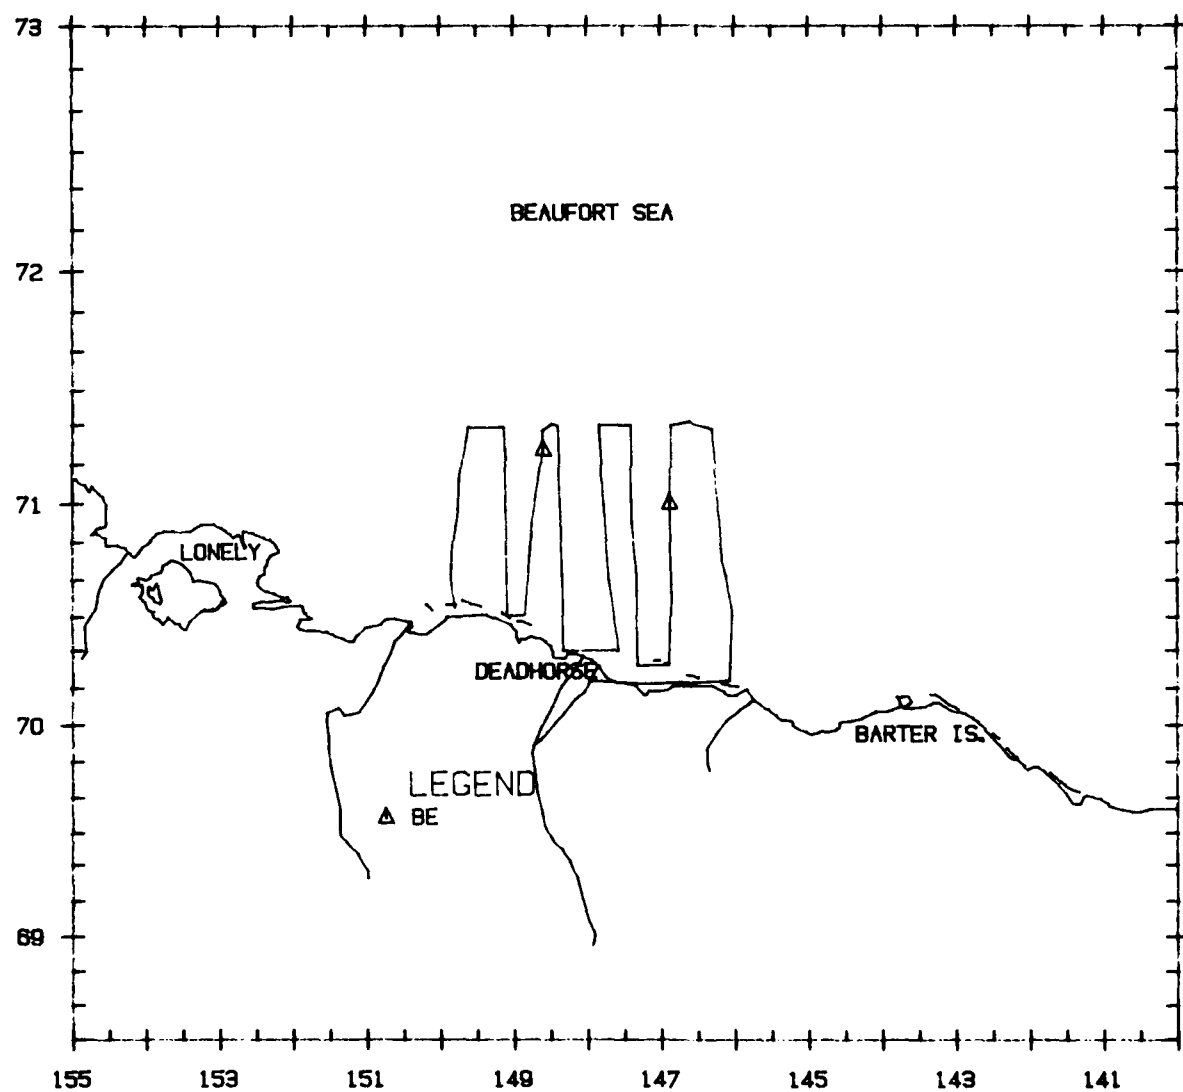 73
BEAUFORT SEA
72
71
LONELY
DEADHORSE
70
BARTER IS.
LEGEND
BE
69
155 153 151 149 147 145 143 141